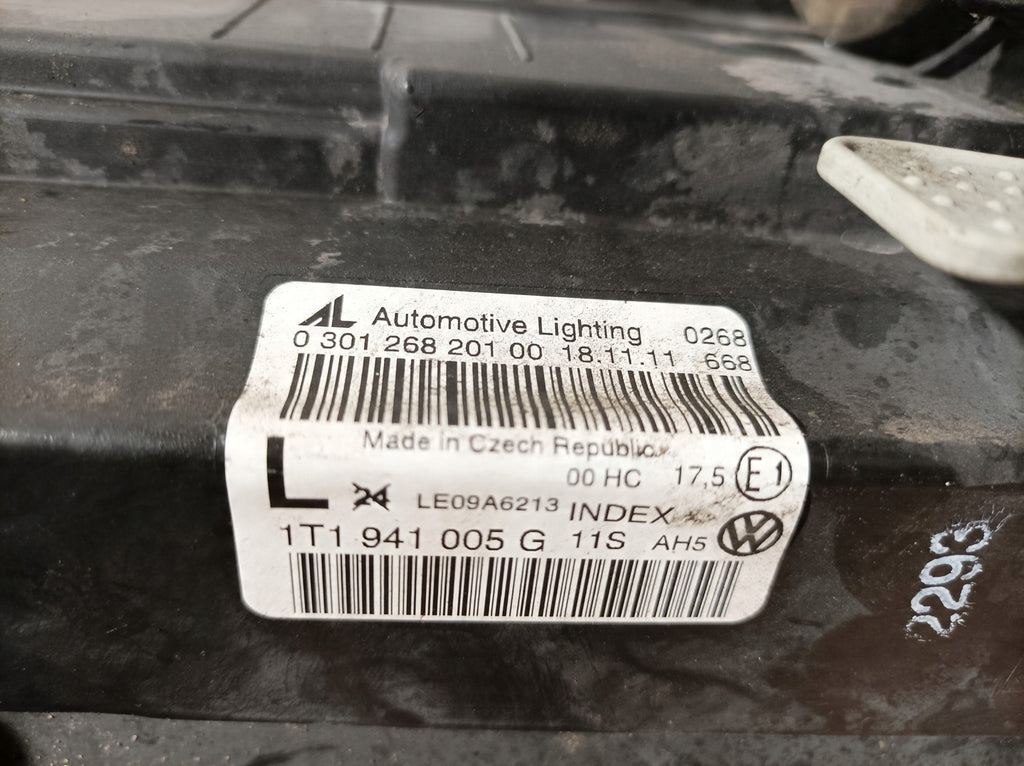 AL Automotive Lighting 0268
0 301 268 201 00 18.11.11 668
Made in Czech Republic
00 HC 17,5 E1
L 24 LE09A6213 INDEX
1T1 941 005 G 11S AH5 VW
2293